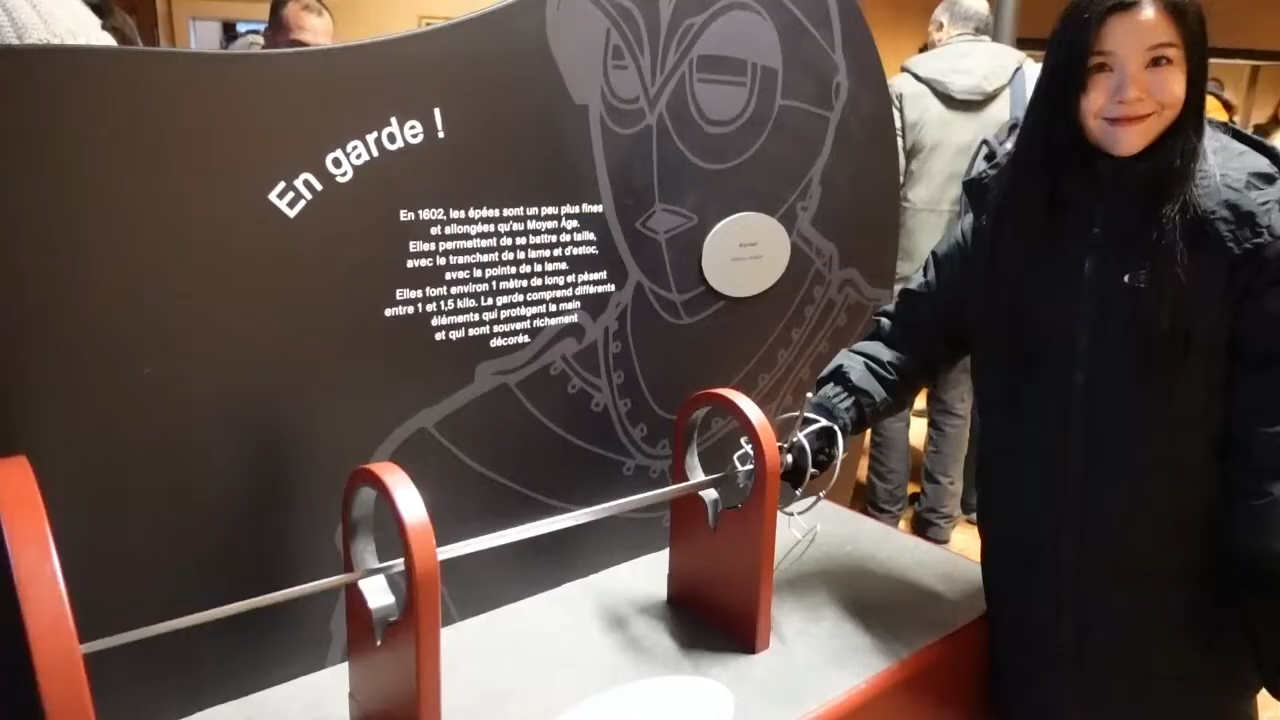 En garde !
En 1602, les épées sont un peu plus fines
et allongées qu'au Moyen Âge.
Elles permettent de se battre de taille,
avec le tranchant de la lame et d'estoc,
avec la pointe de la lame.
Elles font environ 1 mètre de long et pèsent
entre 1 et 1,5 kilo. La garde comprend différents
éléments qui protègent la main
et qui sont souvent richement
décorés.